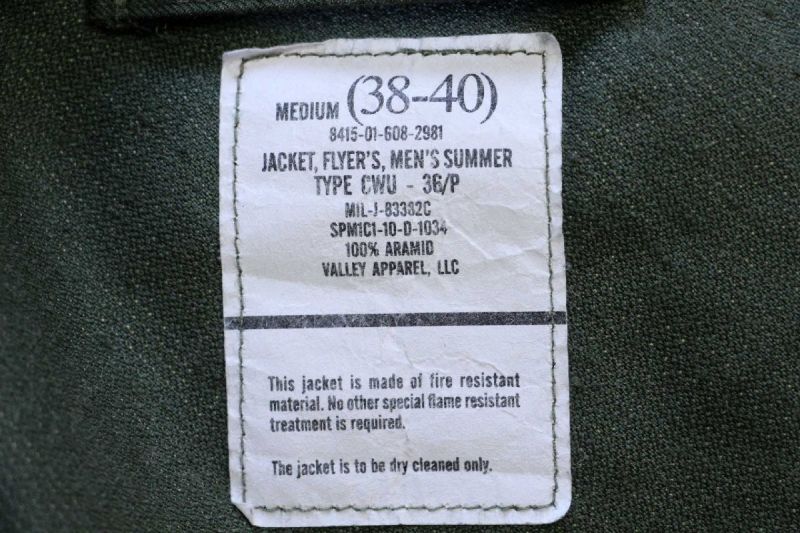 MEDIUM (38-40)
8415-01-608-2981
JACKET, FLYER'S, MEN'S SUMMER
TYPE CWU - 36/P
MIL-J-83382C
SPM1C1-10-D-1034
100% ARAMID
VALLEY APPAREL, LLC
This jacket is made of fire resistant
material. No other special flame resistant
treatment is required.
The jacket is to be dry cleaned only.